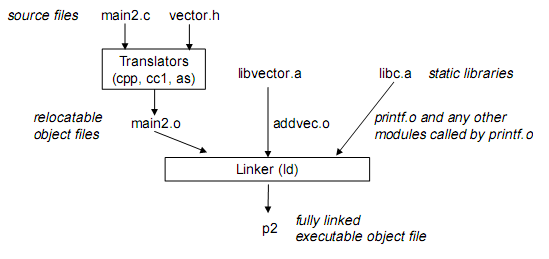 source files
main2.c
vector.h
Translators
(cpp, cc1, as)
libvector.a
libc.a
static libraries
relocatable
object files
main2.o
addvec.o
printf.o and any other
modules called by printf.o
Linker (ld)
p2
fully linked
executable object file